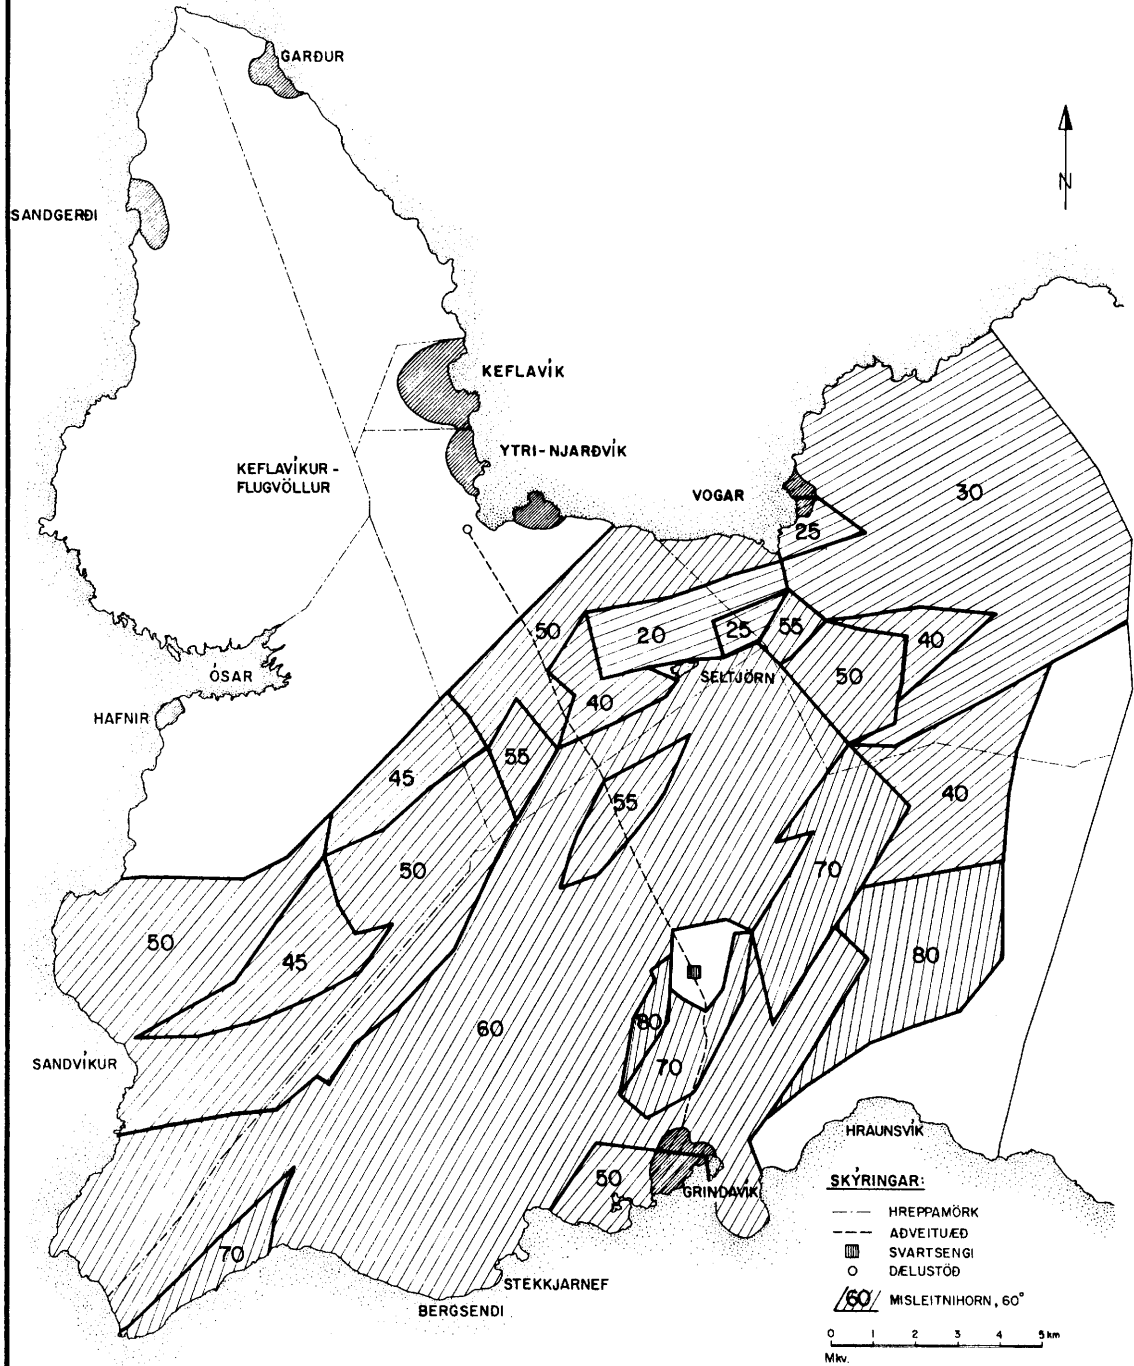 GARÐUR
N
SANDGERÐI
KEFLAVÍK
KEFLAVÍKUR-
FLUGVÖLLUR
YTRI-NJARÐVÍK
VOGAR
30
25
50
20
25
55
40
ÓSAR
SELTJÖRN
50
HAFNIR
40
55
45
55
40
50
70
50
45
80
60
80
SANDVÍKUR
70
HRAUNSVÍK
50
GRINDAVÍK
70
STEKKJARNEF
BERGSENDI
SKÝRINGAR:
HREPPAMÖRK
AÐVEITUÆÐ
SVARTSENGI
DÆLUSTÖÐ
60 MISLEITNIHORN, 60°
0 1 2 3 4 5 km
Mkv.